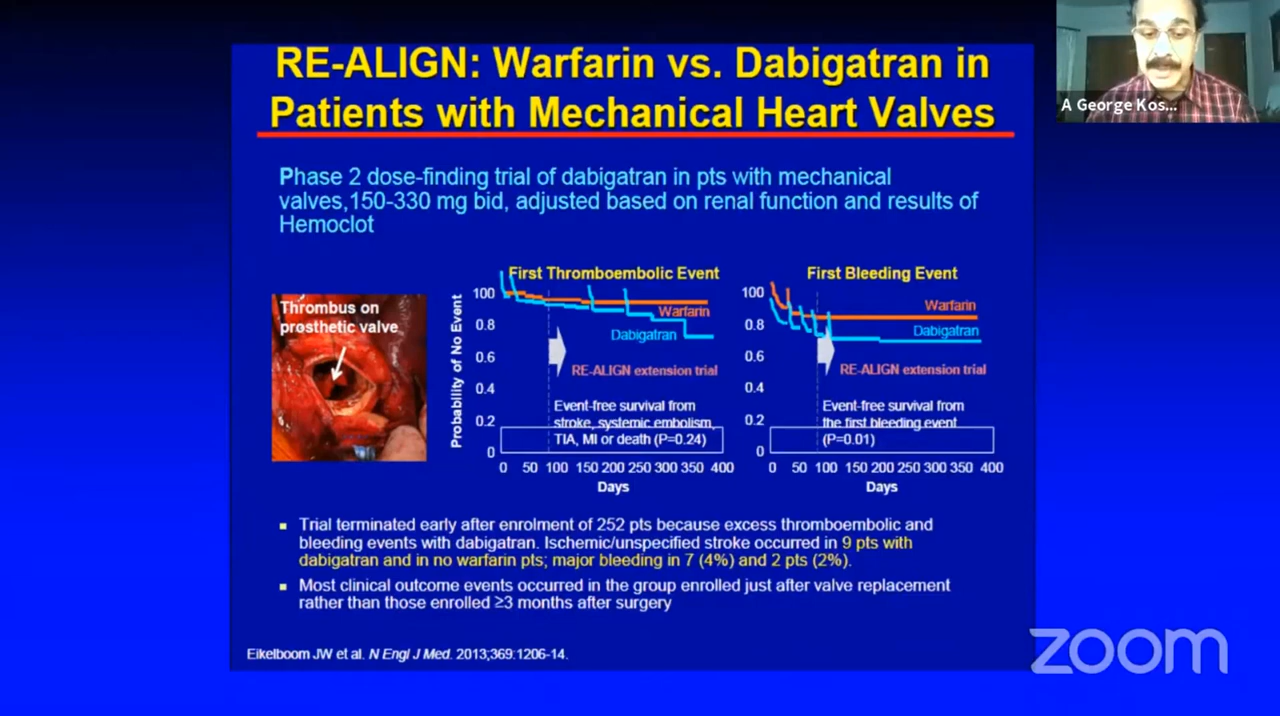 RE-ALIGN: Warfarin vs. Dabigatran in
Patients with Mechanical Heart Valves
A George Kos...
Phase 2 dose-finding trial of dabigatran in pts with mechanical
valves,150-330 mg bid, adjusted based on renal function and results of
Hemoclot
Thrombus on
prosthetic valve
First Thromboembolic Event
Probability of No Event
100
0.8
0.6
0.4
0.2
0
Warfarin
Dabigatran
RE-ALIGN extension trial
Event-free survival from
stroke, systemic embolism,
TIA, MI or death (P=0.24)
0 50 100 150 200 250 300 350 400
Days
First Bleeding Event
100
0.8
0.6
0.4
0.2
0
Warfarin
Dabigatran
RE-ALIGN extension trial
Event-free survival from
the first bleeding event
(P=0.01)
0 50 100 150 200 250 300 350 400
Days
Trial terminated early after enrolment of 252 pts because excess thromboembolic and
bleeding events with dabigatran. Ischemic/unspecified stroke occurred in 9 pts with
dabigatran and in no warfarin pts; major bleeding in 7 (4%) and 2 pts (2%).
Most clinical outcome events occurred in the group enrolled just after valve replacement
rather than those enrolled ≥3 months after surgery
Eikelboom JW et al. N Engl J Med. 2013;369:1206-14.
zoom